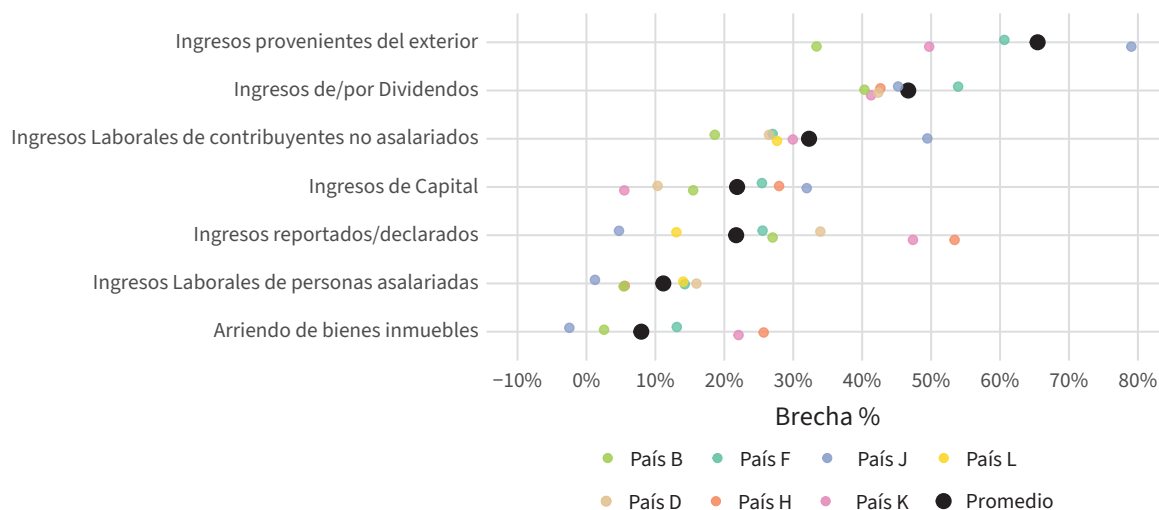 Ingresos provenientes del exterior
Ingresos de/por Dividendos
Ingresos Laborales de contribuyentes no asalariados
Ingresos de Capital
Ingresos reportados/declarados
Ingresos Laborales de personas asalariadas
Arriendo de bienes inmuebles
−10% 0% 10% 20% 30% 40% 50% 60% 70% 80%
Brecha %
País B País F País J País L
País D País H País K Promedio